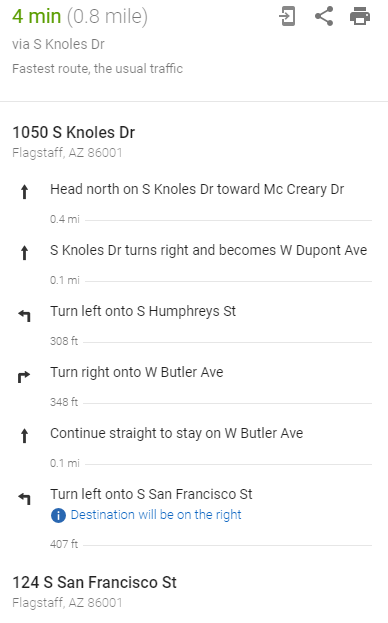 4 min (0.8 mile)
via S Knoles Dr
Fastest route, the usual traffic
1050 S Knoles Dr
Flagstaff, AZ 86001
Head north on S Knoles Dr toward Mc Creary Dr
0.4 mi
S Knoles Dr turns right and becomes W Dupont Ave
0.1 mi
Turn left onto S Humphreys St
308 ft
Turn right onto W Butler Ave
348 ft
Continue straight to stay on W Butler Ave
0.1 mi
Turn left onto S San Francisco St
Destination will be on the right
407 ft
124 S San Francisco St
Flagstaff, AZ 86001